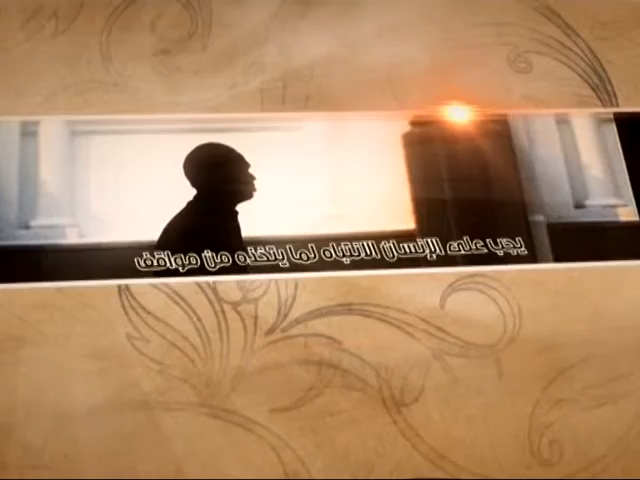 يجب على الإنسان الانتباه لما يتخذه من مواقف